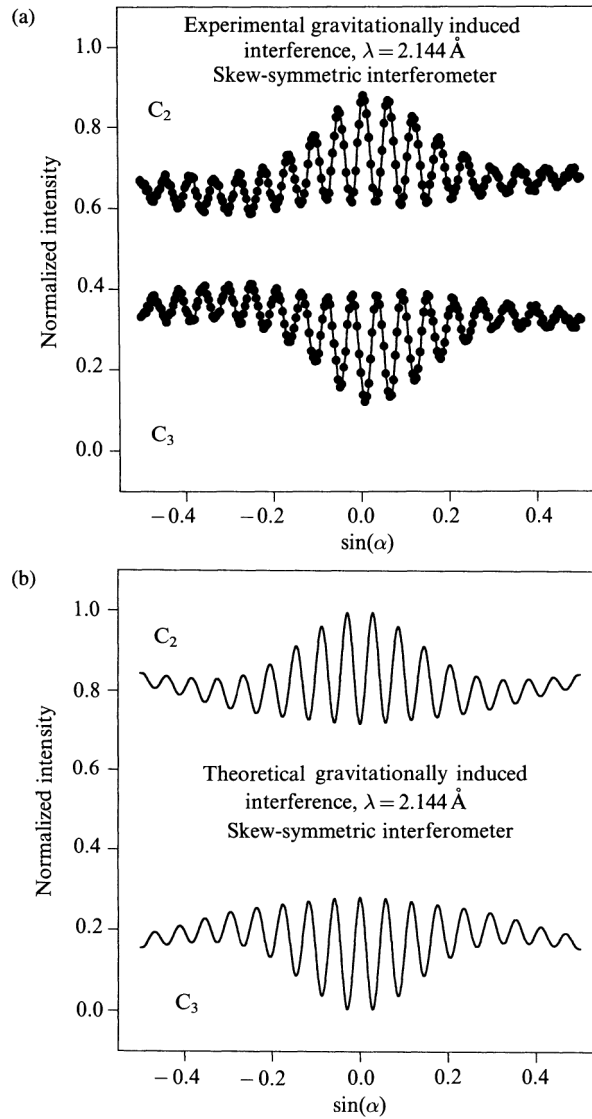 (a)
Experimental gravitationally induced
interference, λ = 2.144 Å
Skew-symmetric interferometer
C2
C3
Normalized intensity
1.0
0.8
0.6
0.4
0.2
0.0
−0.4 −0.2 0.0 0.2 0.4
sin(α)
(b)
C2
Theoretical gravitationally induced
interference, λ = 2.144 Å
Skew-symmetric interferometer
C3
Normalized intensity
1.0
0.8
0.6
0.4
0.2
0.0
−0.4 −0.2 0.0 0.2 0.4
sin(α)